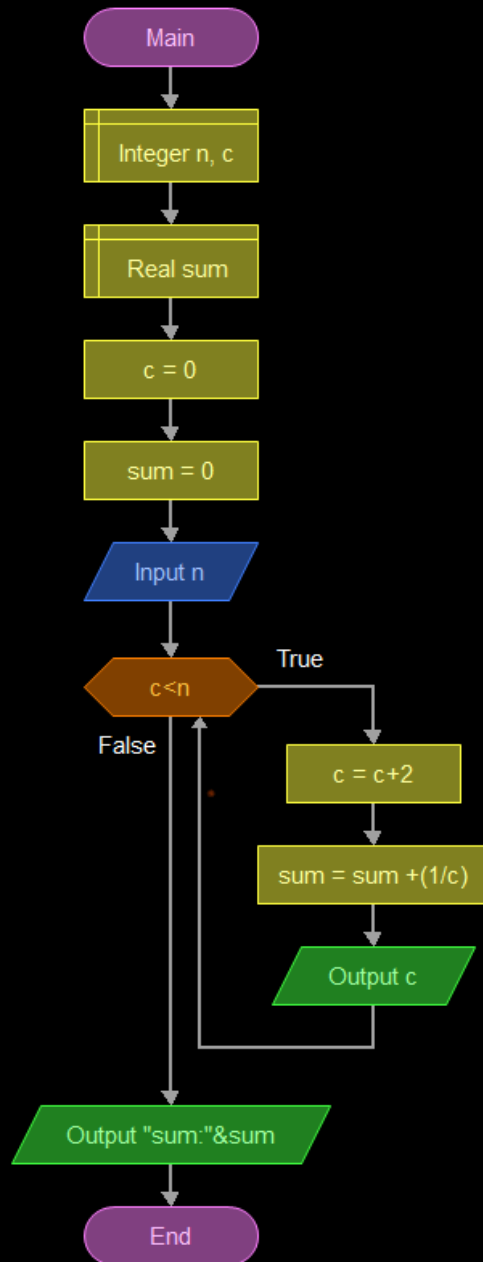 Main
Integer n, c
Real sum
c = 0
sum = 0
Input n
c<n
True
False
c = c+2
sum = sum +(1/c)
Output c
Output "sum:"&sum
End